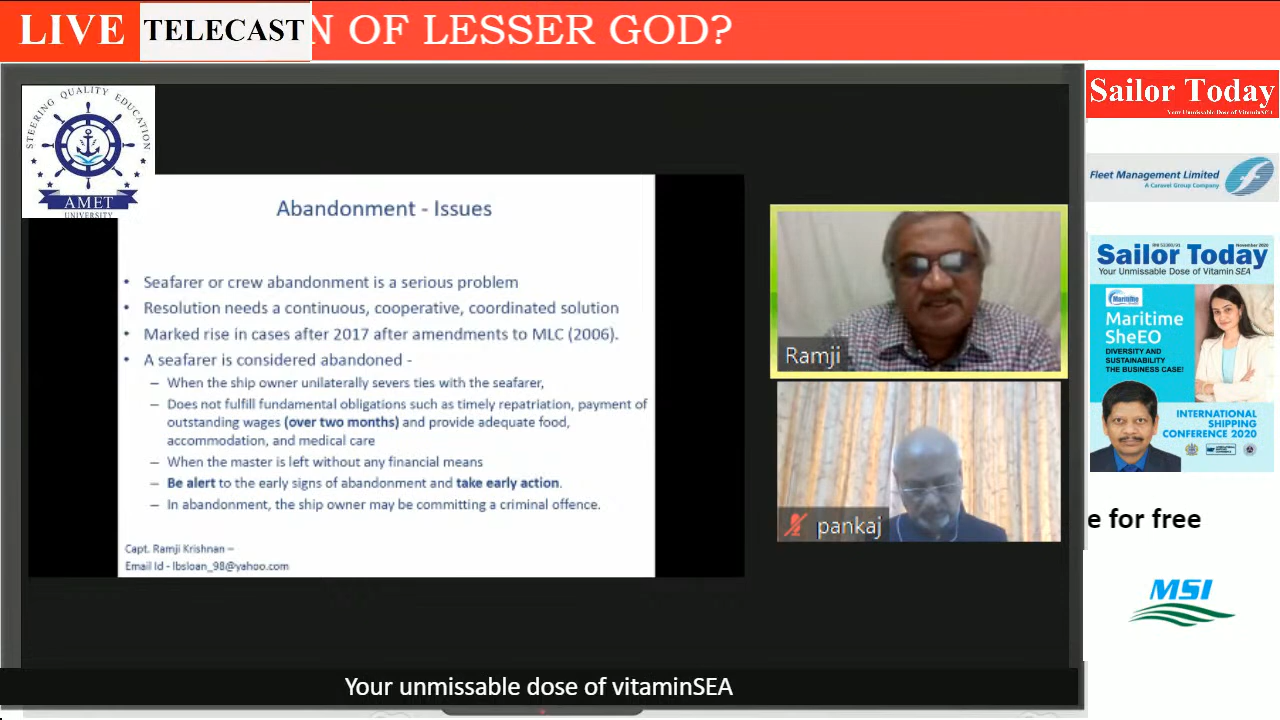 LIVE TELECAST N OF LESSER GOD?
STEERING QUALITY EDUCATION
AMET
UNIVERSITY
Abandonment - Issues
• Seafarer or crew abandonment is a serious problem
• Resolution needs a continuous, cooperative, coordinated solution
• Marked rise in cases after 2017 after amendments to MLC (2006).
• A seafarer is considered abandoned -
– When the ship owner unilaterally severs ties with the seafarer,
– Does not fulfill fundamental obligations such as timely repatriation, payment of
outstanding wages (over two months) and provide adequate food,
accommodation, and medical care
– When the master is left without any financial means
– Be alert to the early signs of abandonment and take early action.
– In abandonment, the ship owner may be committing a criminal offence.
Capt. Ramji Krishnan –
Email Id - lbsloan_98@yahoo.com
Ramji
pankaj
Sailor Today
Your Unmissable Dose of VitaminSEA
Fleet Management Limited
A Caravel Group Company
November 2020
Sailor Today
Your Unmissable Dose of Vitamin SEA
Maritime
SheEO
DIVERSITY AND
SUSTAINABILITY
THE BUSINESS CASE!
INTERNATIONAL
SHIPPING
CONFERENCE 2020
e for free
MSI
Your unmissable dose of vitaminSEA